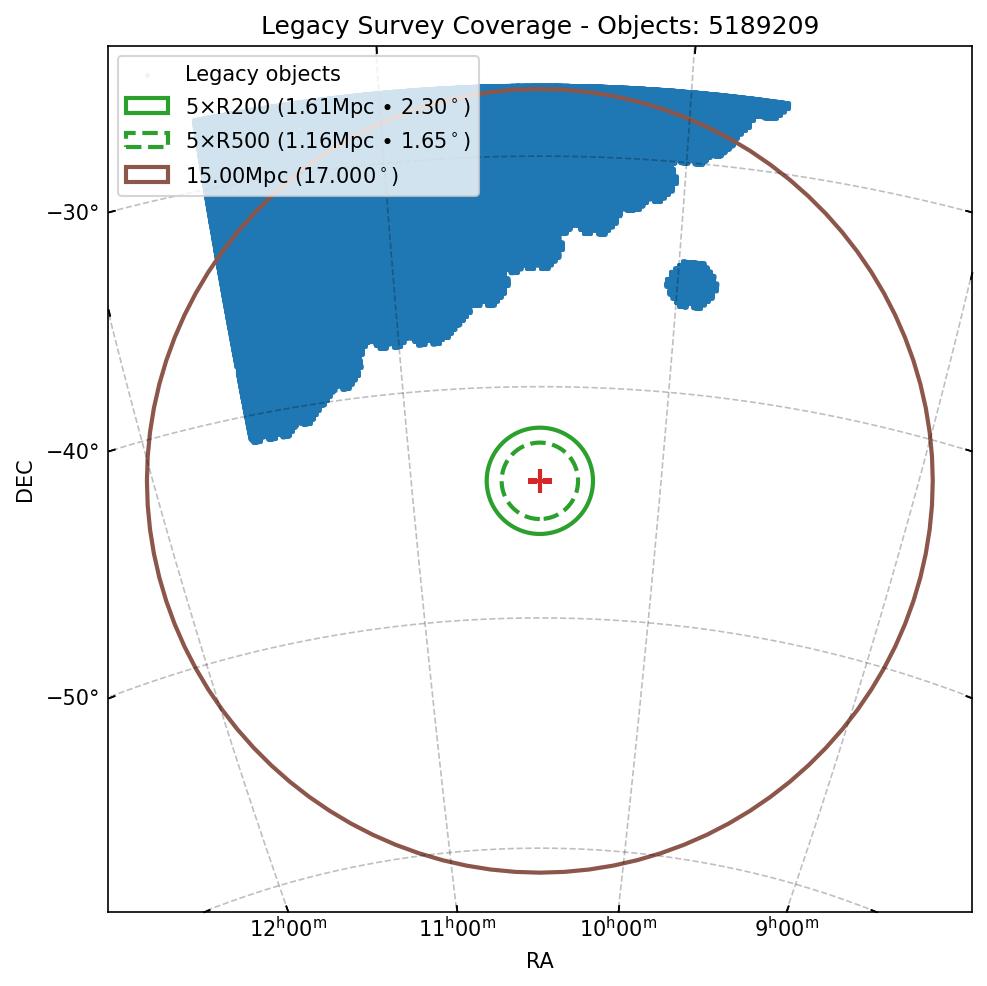 Legacy Survey Coverage - Objects: 5189209
Legacy objects
5×R200 (1.61Mpc • 2.30°)
5×R500 (1.16Mpc • 1.65°)
15.00Mpc (17.000°)
−30°
−40°
−50°
DEC
12h00m
11h00m
10h00m
9h00m
RA